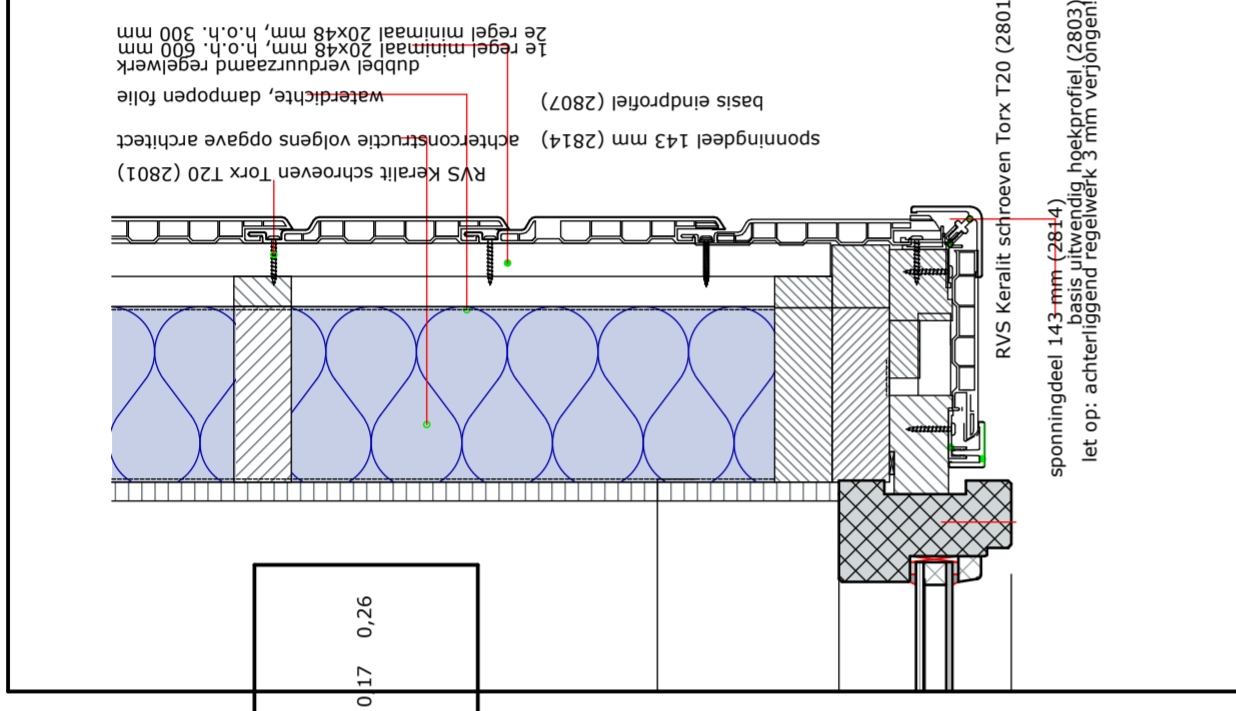 2e regel minimaal 20x48 mm, h.o.h. 300 mm
1e regel minimaal 20x48 mm, h.o.h. 600 mm
dubbel verduurzaamd regelwerk
waterdichte, dampopen folie
achterconstructie volgens opgave architect
RVS Keralit schroeven Torx T20 (2801)
basis eindprofiel (2807)
sponningdeel 143 mm (2814)
RVS Keralit schroeven Torx T20 (2801
sponningdeel 143 mm (2814)
basis uitwendig hoekprofiel (2803)
let op: achterliggend regelwerk 3 mm verjongen!
0,17 0,26